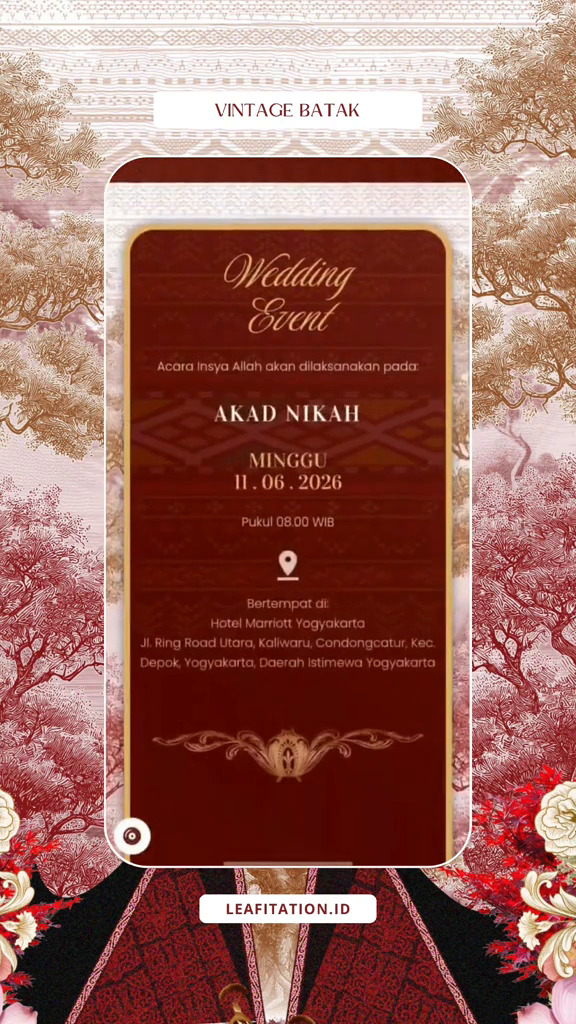 VINTAGE BATAK
Wedding
Event
Acara Insya Allah akan dilaksanakan pada:
AKAD NIKAH
MINGGU
11 . 06 . 2026
Pukul 08.00 WIB
Bertempat di:
Hotel Marriott Yogyakarta
Jl. Ring Road Utara, Kaliwaru, Condongcatur, Kec.
Depok, Yogyakarta, Daerah Istimewa Yogyakarta
LEAFITATION.ID